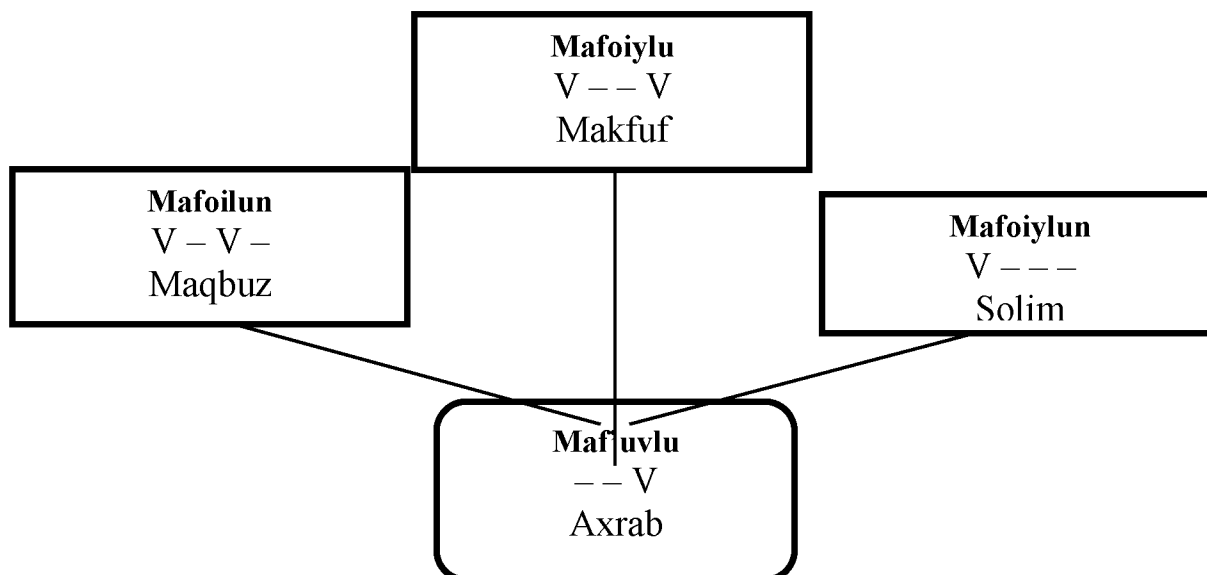 Mafoiylu
V – – V
Makfuf
Mafoilun
V – V –
Maqbuz
Mafoiylun
V – – –
Solim
Maf'uvlu
– – V
Axrab